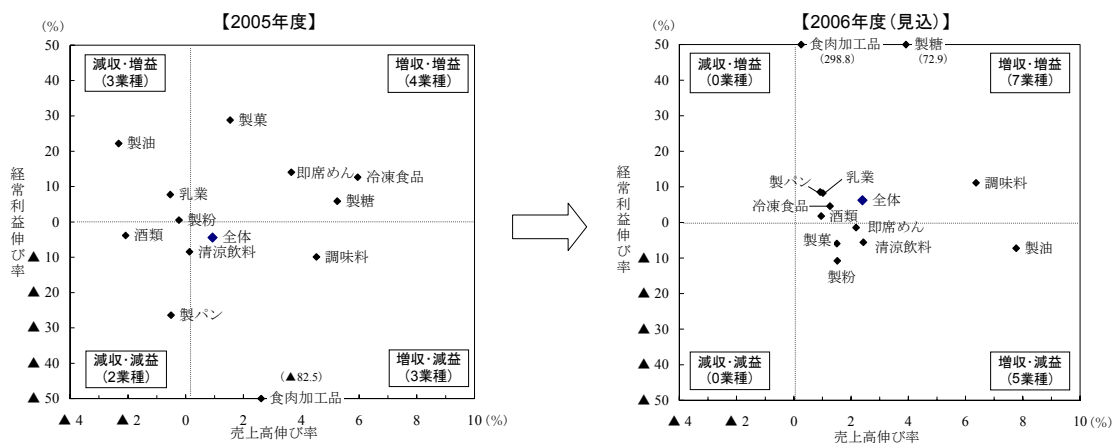 【2005年度】
(%)
50
40
30
20
10
0
▲ 10
▲ 20
▲ 30
▲ 40
▲ 50
経常利益伸び率
減収・増益
(3業種)
増収・増益
(4業種)
製菓
製油
即席めん
冷凍食品
乳業
製糖
製粉
酒類
全体
清涼飲料
調味料
製パン
減収・減益
(2業種)
(▲82.5)
増収・減益
(3業種)
食肉加工品
▲ 4 ▲ 2 0 2 4 6 8 10 (%)
売上高伸び率
【2006年度(見込)】
(%)
50
40
30
20
10
0
▲ 10
▲ 20
▲ 30
▲ 40
▲ 50
経常利益伸び率
食肉加工品
(298.8)
製糖
(72.9)
減収・増益
(0業種)
増収・増益
(7業種)
製パン
乳業
調味料
冷凍食品
全体
酒類
即席めん
製菓
清涼飲料
製油
製粉
減収・減益
(0業種)
増収・減益
(5業種)
▲ 4 ▲ 2 0 2 4 6 8 10 (%)
売上高伸び率